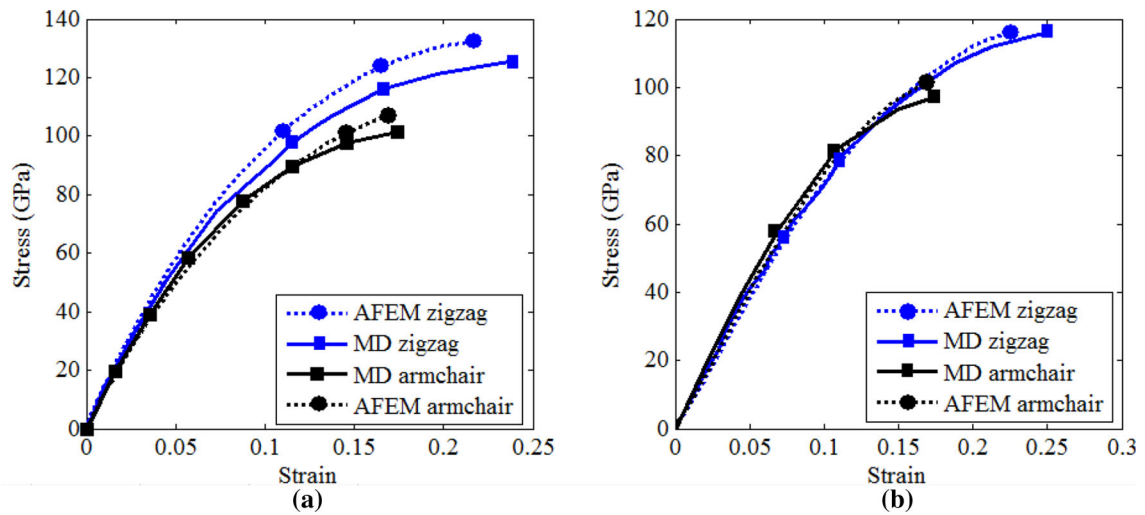 140
120
100
80
60
40
20
0
0
0.05
0.1
0.15
0.2
0.25
Stress (GPa)
Strain
AFEM zigzag
MD zigzag
MD armchair
AFEM armchair
(a)
120
100
80
60
40
20
0
0
0.05
0.1
0.15
0.2
0.25
0.3
Stress (GPa)
Strain
AFEM zigzag
MD zigzag
MD armchair
AFEM armchair
(b)